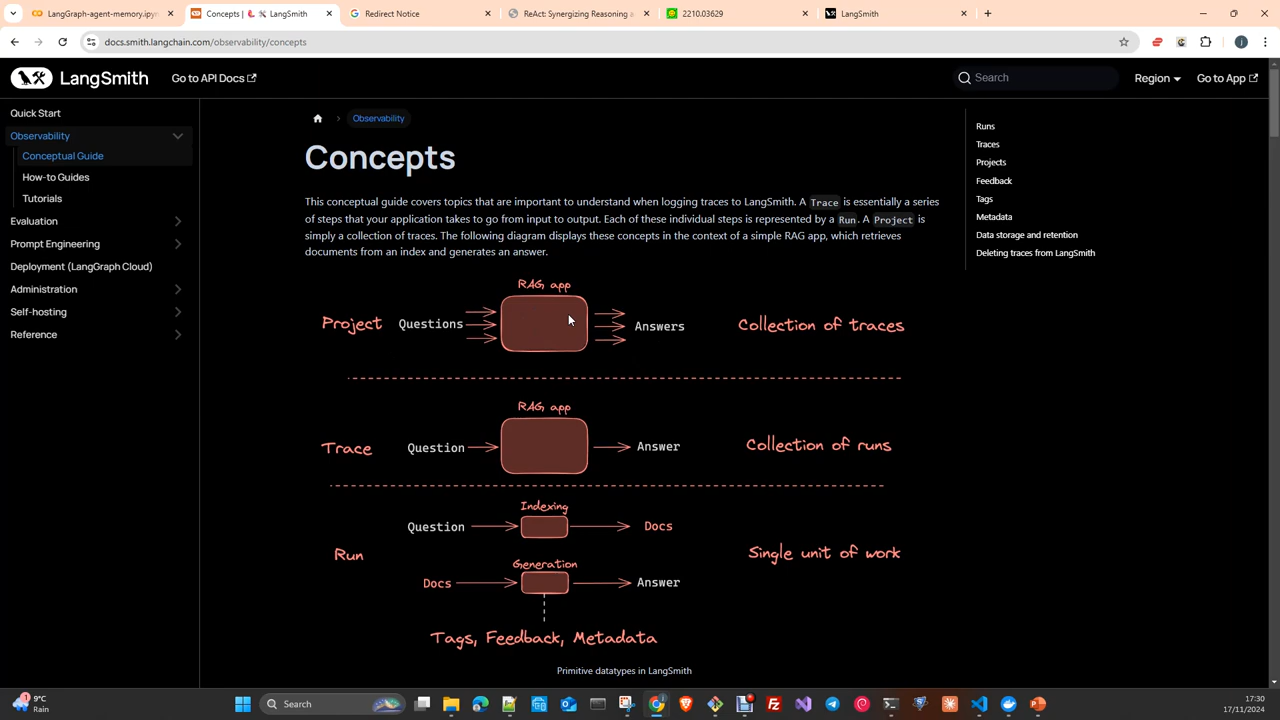 LangGraph-agent-memory.ipyn
Concepts | 🦜️🛠️ LangSmith
Redirect Notice
ReAct: Synergizing Reasoning a
2210.03629
LangSmith
docs.smith.langchain.com/observability/concepts
LangSmith
Go to API Docs
Search
Region
Go to App
Quick Start
Observability
Conceptual Guide
How-to Guides
Tutorials
Evaluation
Prompt Engineering
Deployment (LangGraph Cloud)
Administration
Self-hosting
Reference
Observability
Concepts
This conceptual guide covers topics that are important to understand when logging traces to LangSmith. A Trace is essentially a series
of steps that your application takes to go from input to output. Each of these individual steps is represented by a Run. A Project is
simply a collection of traces. The following diagram displays these concepts in the context of a simple RAG app, which retrieves
documents from an index and generates an answer.
RAG app
Project Questions Answers Collection of traces
RAG app
Trace Question Answer Collection of runs
Indexing
Question Docs
Run Single unit of work
Generation
Docs Answer
Tags, Feedback, Metadata
Primitive datatypes in LangSmith
Runs
Traces
Projects
Feedback
Tags
Metadata
Data storage and retention
Deleting traces from LangSmith
1
9°C
Rain
Search
17:30
17/11/2024